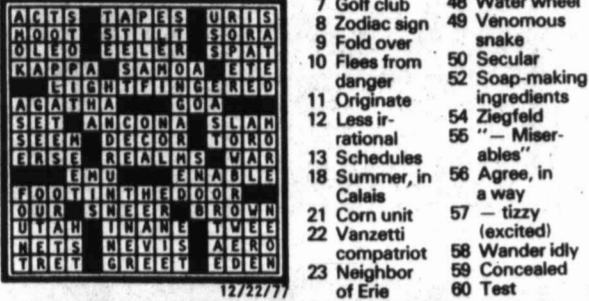 ACTS TAPES URIS
MOOT STILT SORA
OLEO EELER SPAT
KAPPA SAMOA ETE
LIGHTFINGERED
AGATHA GOA
SET ANCONA SLAM
SEEM DECOR TORO
ERSE REALMS WAR
EMU ENABLE
FOOTINTHEDOOR
OUR SNEER BROWN
UTAH INANE TWEE
NETS NEVIS AERO
TRET GREET EDEN
12/22/77
7 Golf club
8 Zodiac sign
9 Fold over
10 Flees from
danger
11 Originate
12 Less ir-
rational
13 Schedules
18 Summer, in
Calais
21 Corn unit
22 Vanzetti
compatriot
23 Neighbor
of Erie
48 Water wheel
49 Venomous
snake
50 Secular
52 Soap-making
ingredients
54 Ziegfeld
55 "— Miser-
ables"
56 Agree, in
a way
57 — tizzy
(excited)
58 Wander idly
59 Concealed
60 Test